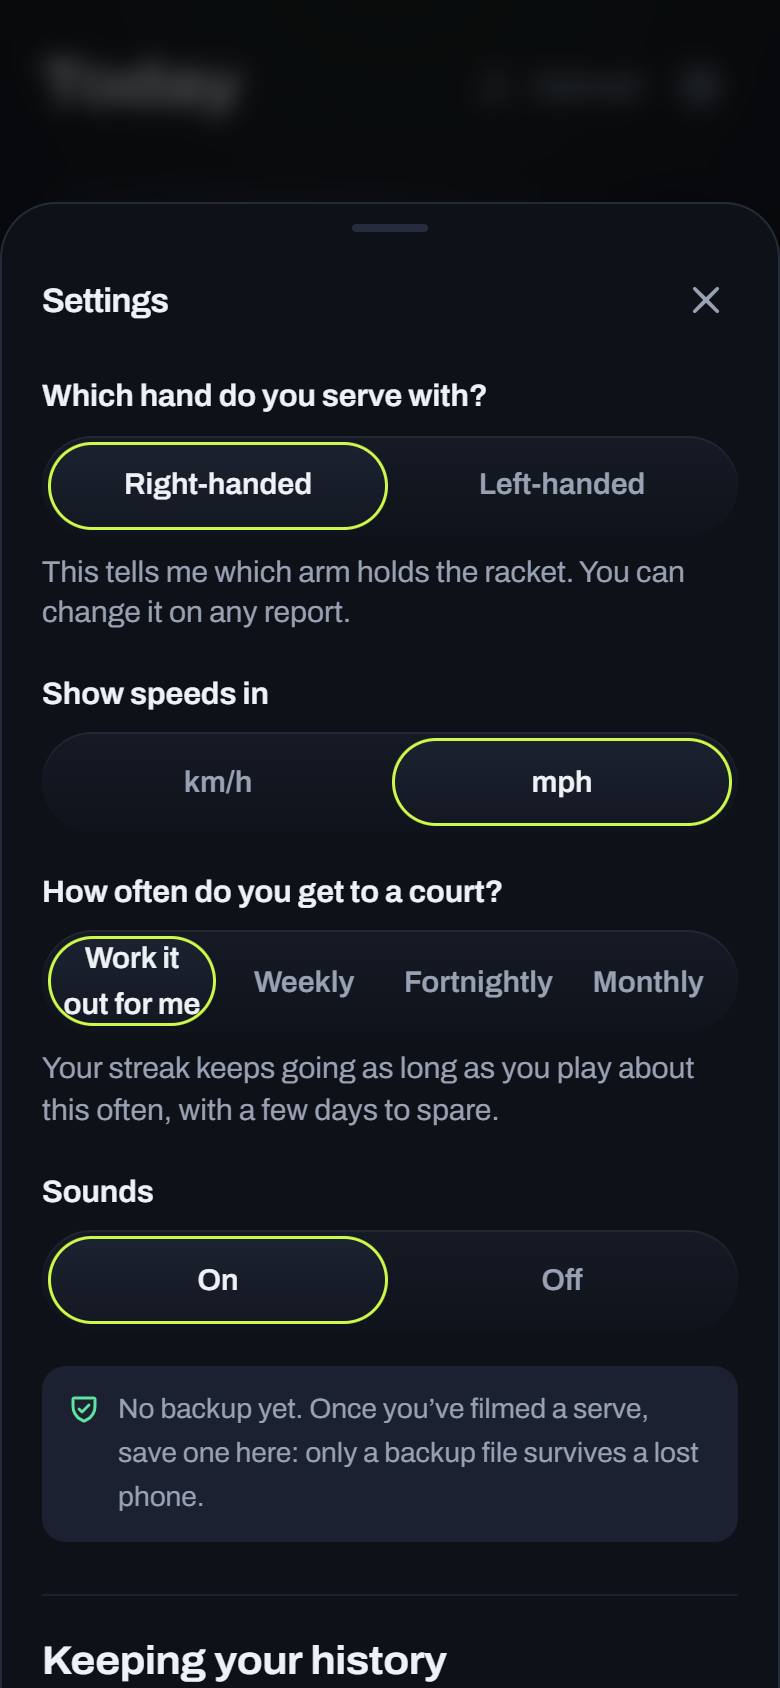 Today
Settings
Which hand do you serve with?
Right-handed Left-handed
This tells me which arm holds the racket. You can
change it on any report.
Show speeds in
km/h mph
How often do you get to a court?
Work it
out for me Weekly Fortnightly Monthly
Your streak keeps going as long as you play about
this often, with a few days to spare.
Sounds
On Off
No backup yet. Once you’ve filmed a serve,
save one here: only a backup file survives a lost
phone.
Keeping your history